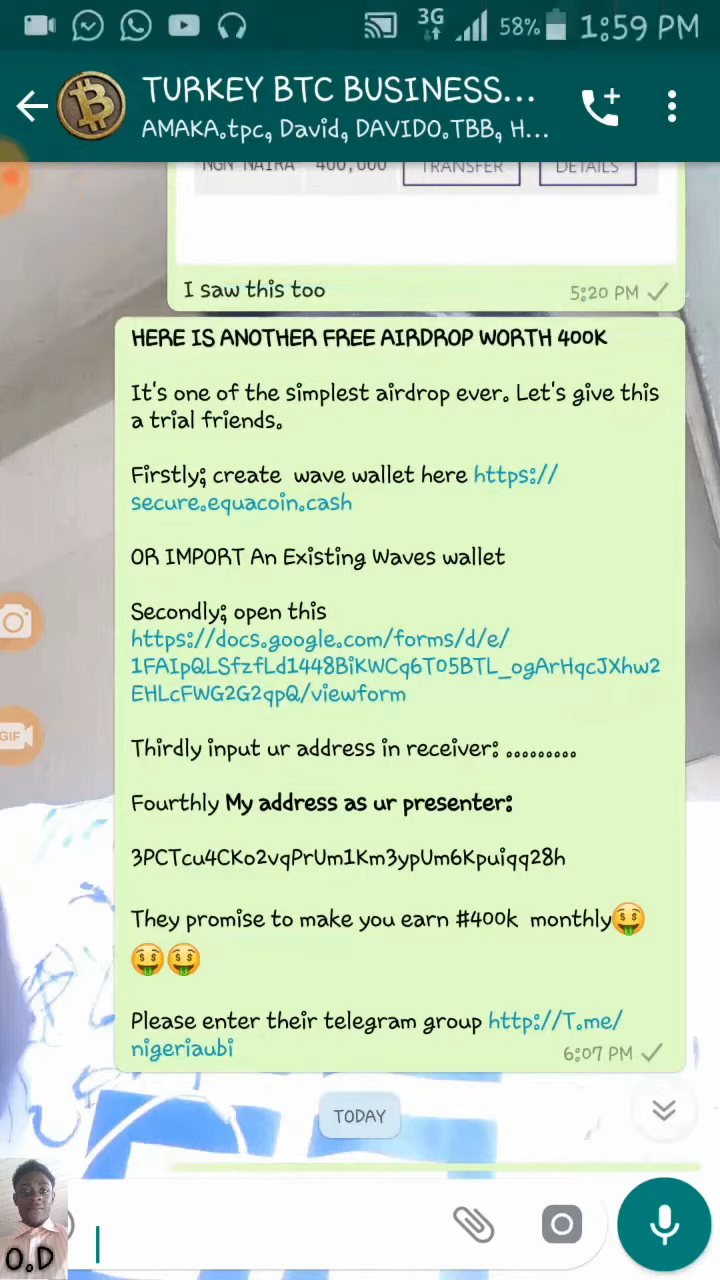 3G 58% 1:59 PM
TURKEY BTC BUSINESS...
AMAKA.tpc, David, DAVIDO.TBB, H...
NGN NAIRA 400,000 TRANSFER DETAILS
I saw this too
5:20 PM
HERE IS ANOTHER FREE AIRDROP WORTH 400K
It's one of the simplest airdrop ever. Let's give this
a trial friends.
Firstly; create wave wallet here https://
secure.equacoin.cash
OR IMPORT An Existing Waves wallet
Secondly; open this
https://docs.google.com/forms/d/e/
1FAIpQLSfzfLd1448BiKWCq6T05BTL_ogArHqcJXhw2
EHLcFWG2G2qpQ/viewform
Thirdly input ur address in receiver: .........
Fourthly My address as ur presenter:
3PCTcu4CKo2vqPrUm1Km3ypUm6Kpuiqq28h
They promise to make you earn #400k monthly
Please enter their telegram group http://T.me/
nigeriaubi
6:07 PM
TODAY
GIF
O.D